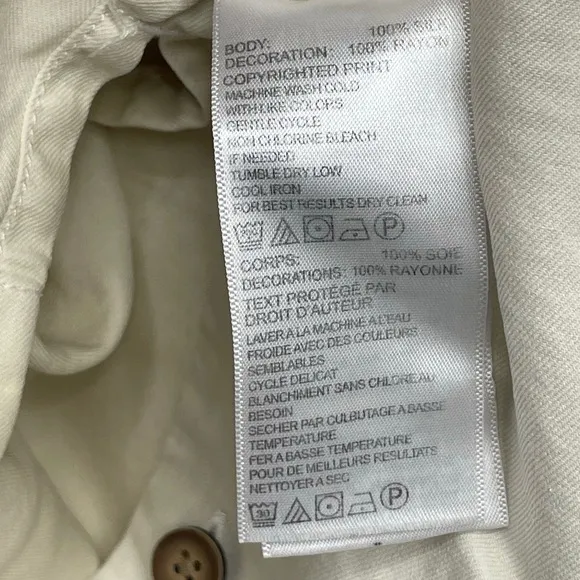 BODY: 100% SILK
DECORATION: 100% RAYON
COPYRIGHTED PRINT
MACHINE WASH COLD
WITH LIKE COLORS
GENTLE CYCLE
NON CHLORINE BLEACH
IF NEEDED
TUMBLE DRY LOW
COOL IRON
FOR BEST RESULTS DRY CLEAN
P
CORPS: 100% SOIE
DECORATIONS: 100% RAYONNE
TEXT PROTÉGÉ PAR
DROIT D'AUTEUR
LAVER A LA MACHINE A L'EAU
FROIDE AVEC DES COULEURS
SEMBLABLES
CYCLE DELICAT
BLANCHIMENT SANS CHLORE AU
BESOIN
SECHER PAR CULBUTAGE A BASSE
TEMPERATURE
FER A BASSE TEMPERATURE
POUR DE MEILLEURS RESULTATS
NETTOYER A SEC
30 P